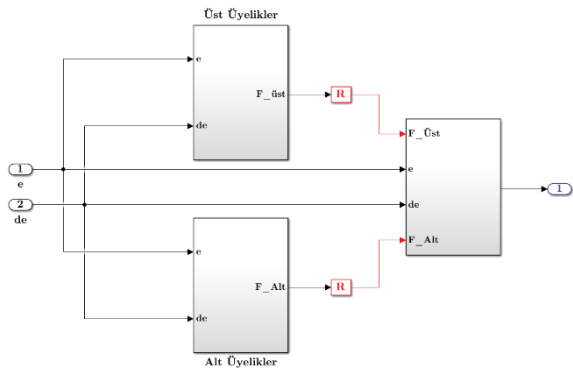 Üst Üyelikler
e
F_üst
de
R
F_Üst
1
e
e
1
2
de
de
F_Alt
e
F_Alt
R
de
Alt Üyelikler